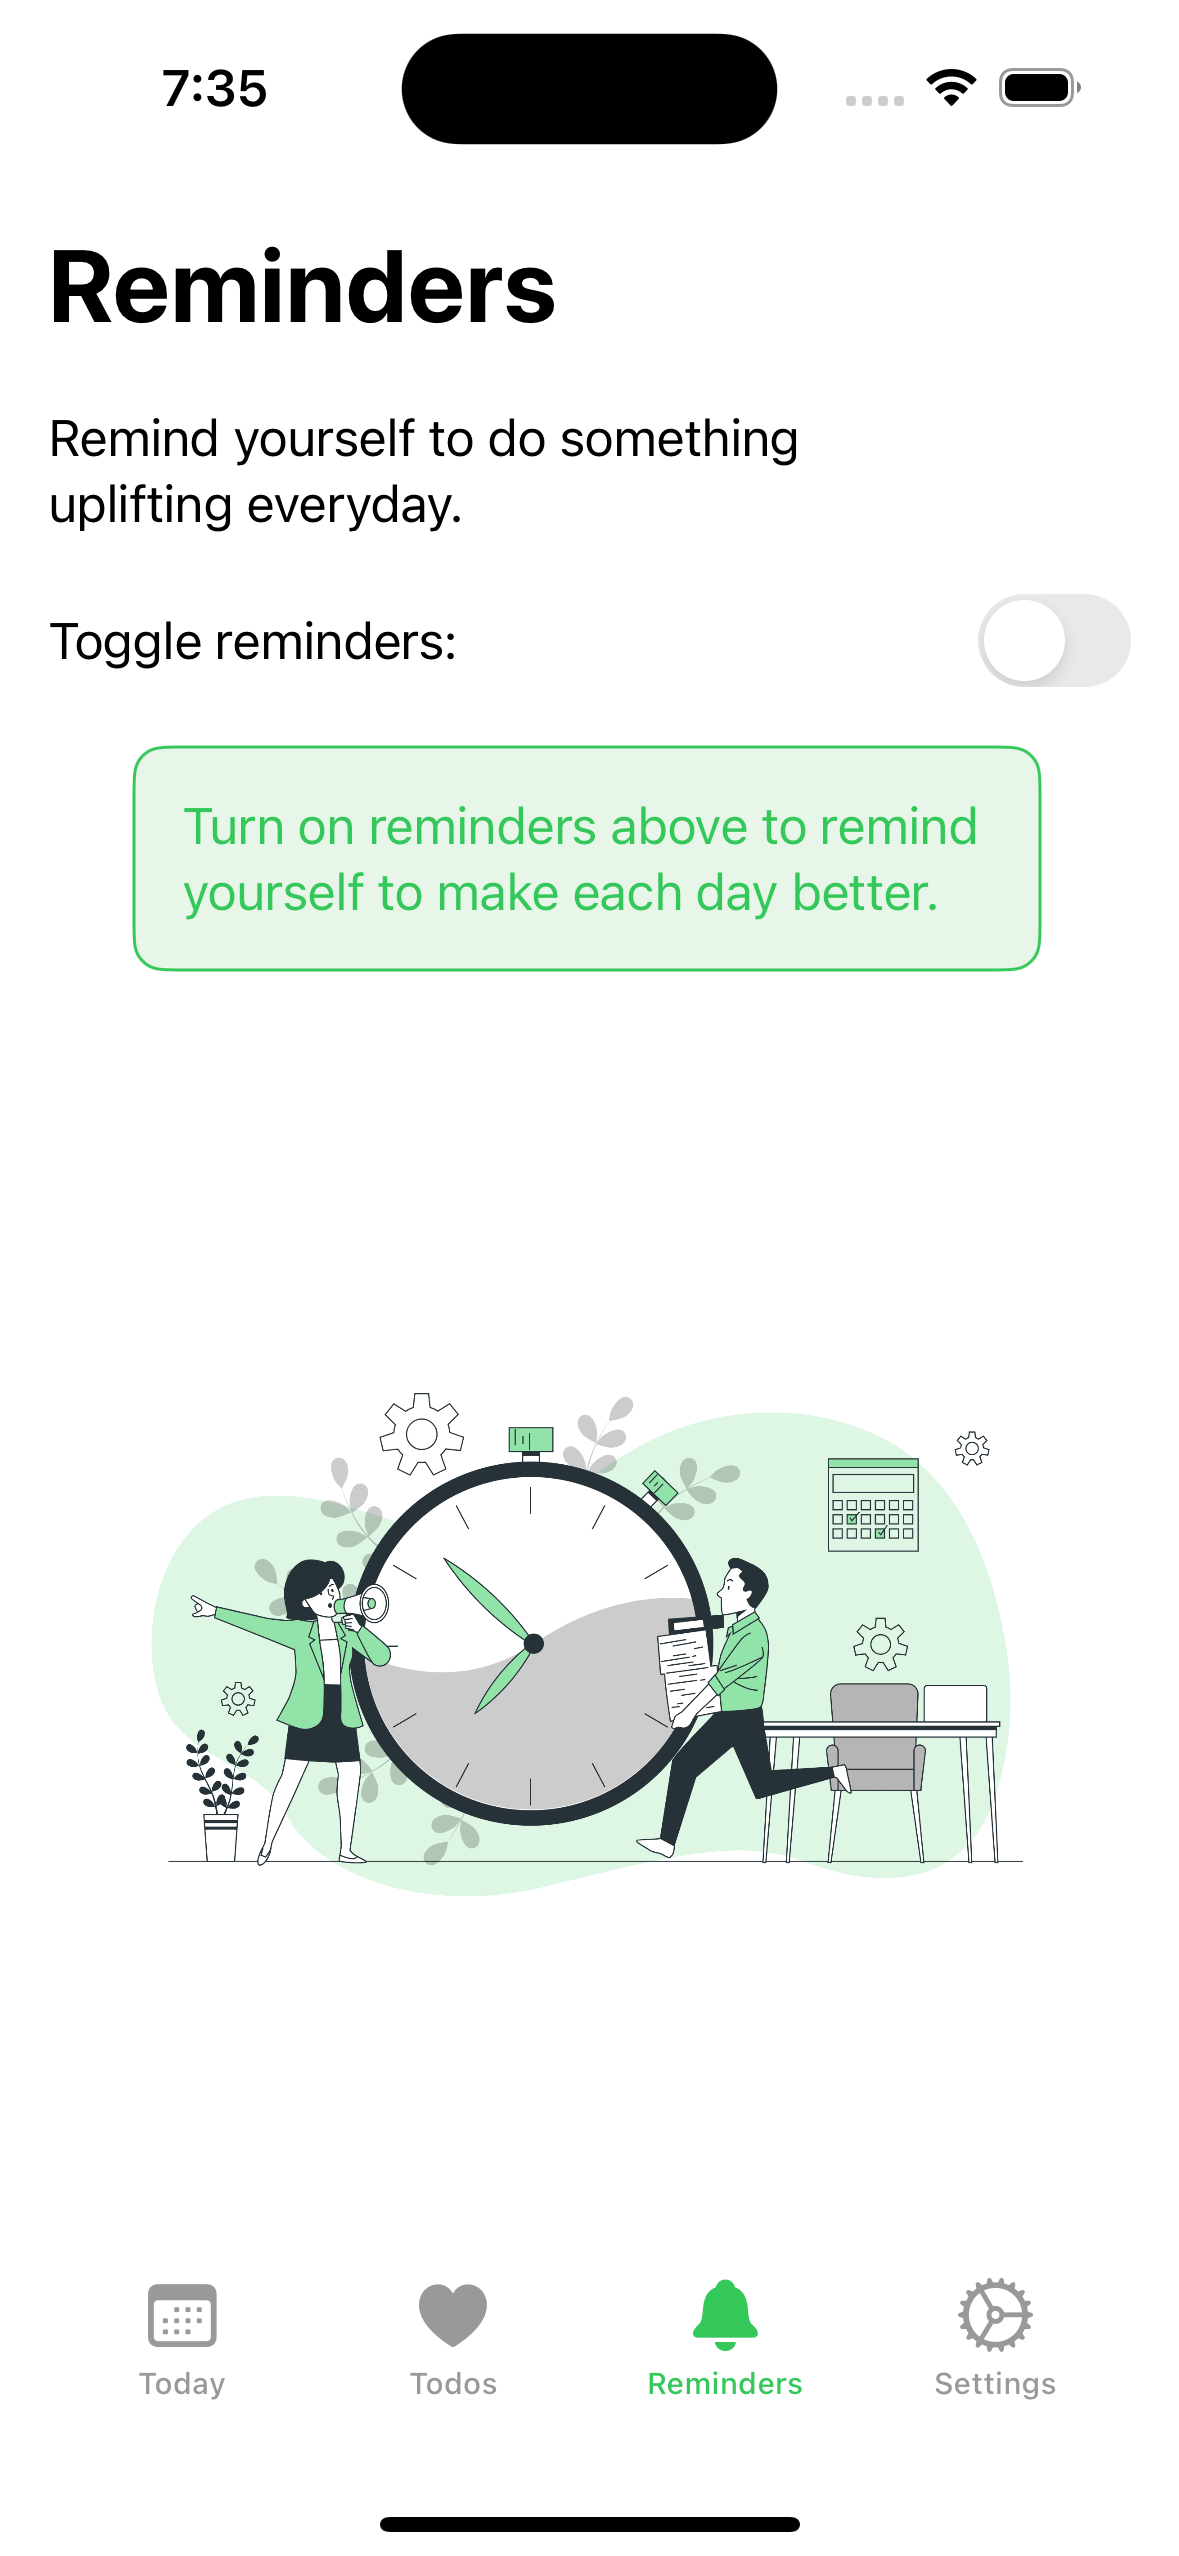 7:35
Reminders
Remind yourself to do something
uplifting everyday.
Toggle reminders:
Turn on reminders above to remind
yourself to make each day better.
Today
Todos
Reminders
Settings